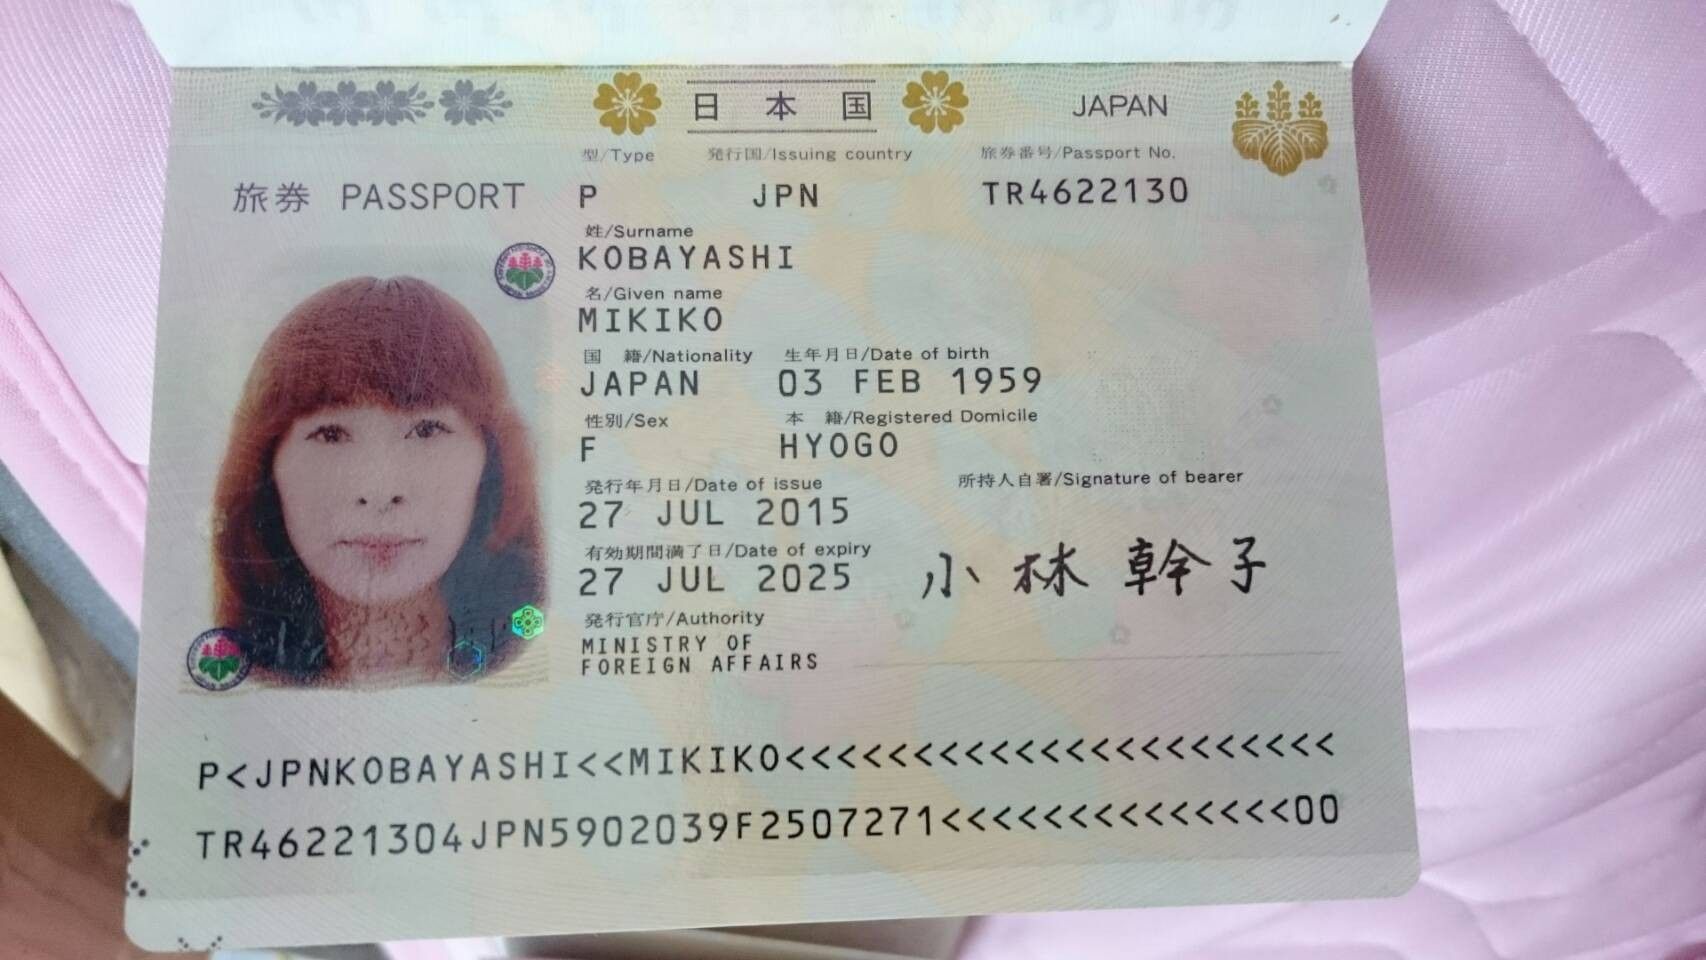 日本国 JAPAN
型/Type 発行国/Issuing country 旅券番号/Passport No.
旅券 PASSPORT P JPN TR4622130
姓/Surname
KOBAYASHI
名/Given name
MIKIKO
国 籍/Nationality 生年月日/Date of birth
JAPAN 03 FEB 1959
性別/Sex 本 籍/Registered Domicile
F HYOGO
発行年月日/Date of issue 所持人自署/Signature of bearer
27 JUL 2015
有効期間満了日/Date of expiry
27 JUL 2025 小林幹子
発行官庁/Authority
MINISTRY OF
FOREIGN AFFAIRS
P<JPNKOBAYASHI<<MIKIKO<<<<<<<<<<<<<<<<<<<<<<
TR46221304JPN5902039F2507271<<<<<<<<<<<<<<00